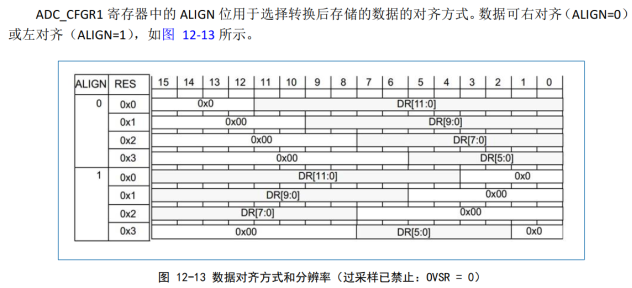 ADC_CFGR1 寄存器中的 ALIGN 位用于选择转换后存储的数据的对齐方式。数据可右对齐（ALIGN=0）
或左对齐（ALIGN=1），如图 12-13 所示。
ALIGN RES 15 14 13 12 11 10 9 8 7 6 5 4 3 2 1 0
0 0x0 0x0 DR[11:0]
0x1 0x00 DR[9:0]
0x2 0x00 DR[7:0]
0x3 0x00 DR[5:0]
1 0x0 DR[11:0] 0x0
0x1 DR[9:0] 0x00
0x2 DR[7:0] 0x00
0x3 0x00 DR[5:0] 0x0
图 12-13 数据对齐方式和分辨率（过采样已禁止：OVSR = 0）